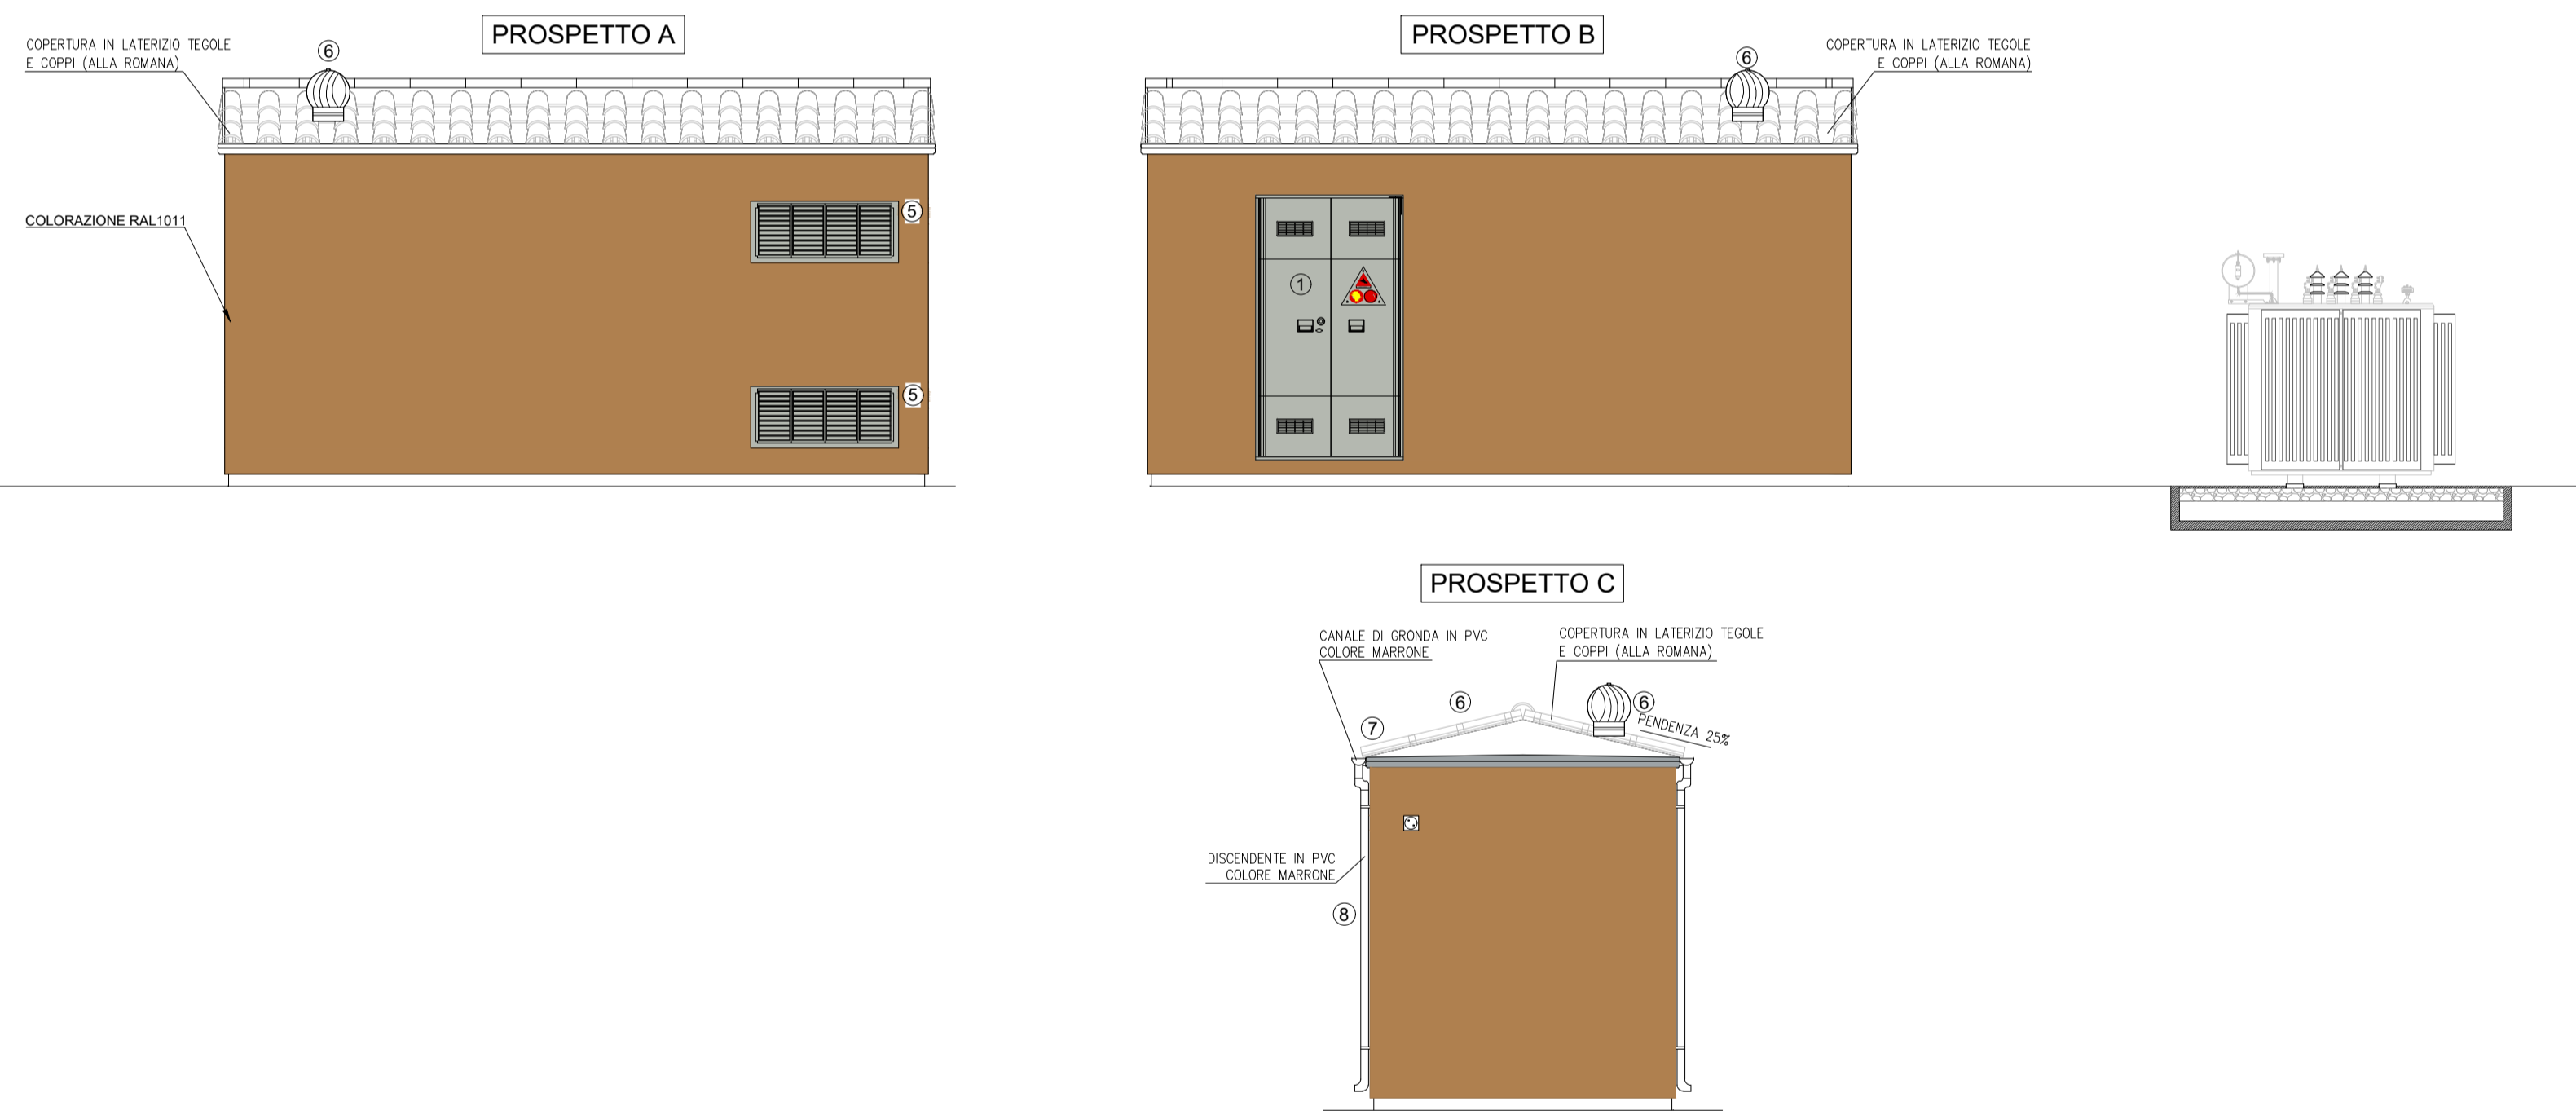 PROSPETTO A
COPERTURA IN LATERIZIO TEGOLE
E COPPI (ALLA ROMANA)
6
COLORAZIONE RAL1011
5
5
PROSPETTO B
6
COPERTURA IN LATERIZIO TEGOLE
E COPPI (ALLA ROMANA)
1
PROSPETTO C
CANALE DI GRONDA IN PVC
COLORE MARRONE
COPERTURA IN LATERIZIO TEGOLE
E COPPI (ALLA ROMANA)
6
6
7
PENDENZA 25%
DISCENDENTE IN PVC
COLORE MARRONE
8